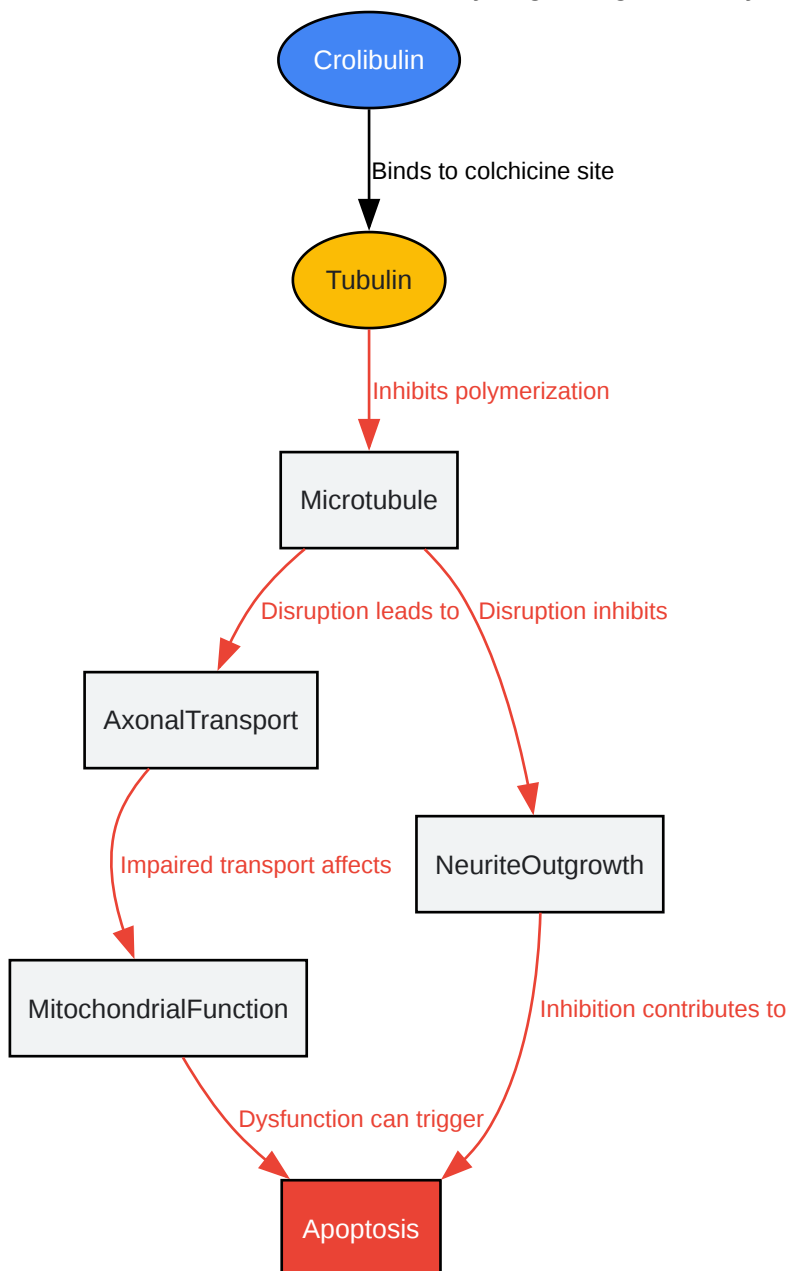 Crolibulin
Binds to colchicine site
Tubulin
Inhibits polymerization
Microtubule
Disruption leads to
Disruption inhibits
AxonalTransport
Impaired transport affects
NeuriteOutgrowth
MitochondrialFunction
Inhibition contributes to
Dysfunction can trigger
Apoptosis